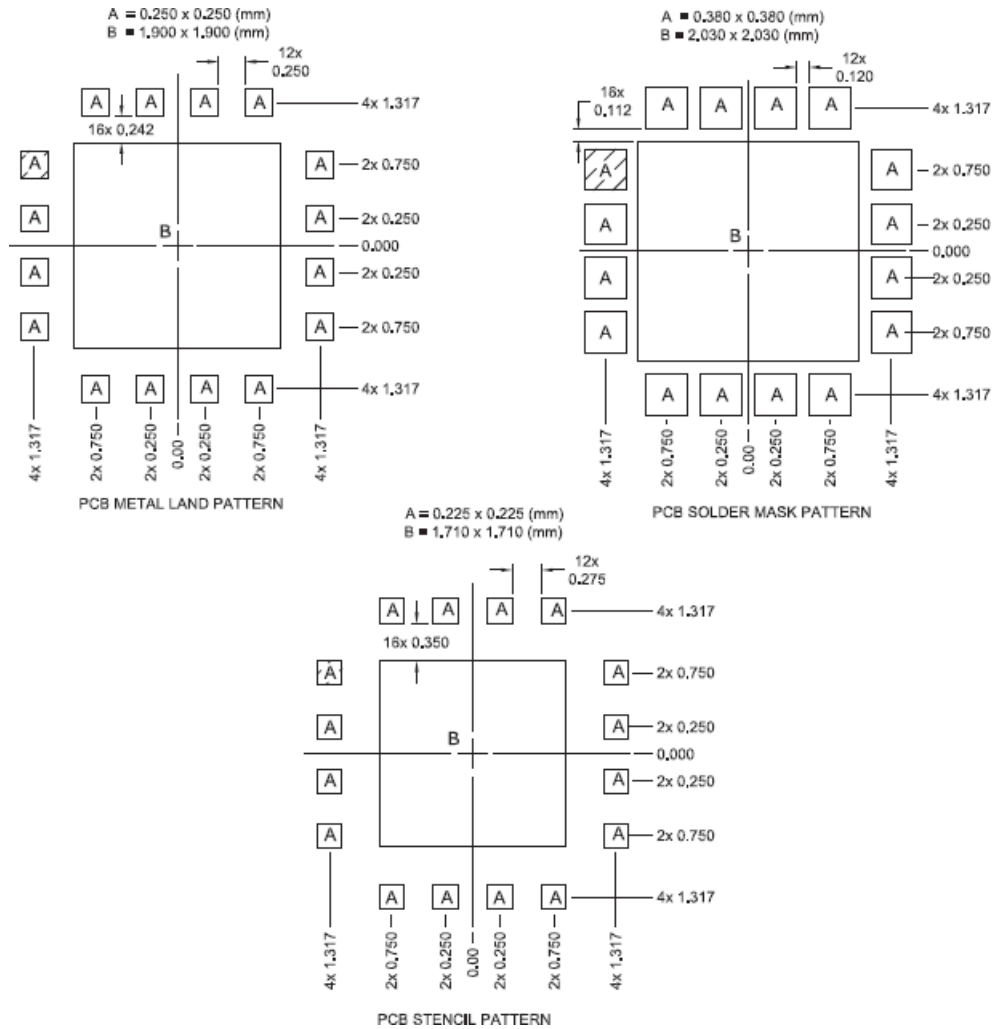 A = 0.250 x 0.250 (mm)
B = 1.900 x 1.900 (mm)
12x
0.250
A A A A 4x 1.317
16x 0.242
A A 2x 0.750
A A 2x 0.250
B
0.000
A A 2x 0.250
A A 2x 0.750
A A A A 4x 1.317
4x 1.317
2x 0.750
2x 0.250
0.00
2x 0.250
2x 0.750
4x 1.317
PCB METAL LAND PATTERN
A = 0.380 x 0.380 (mm)
B = 2.030 x 2.030 (mm)
12x
0.120
16x
0.112
A A A A 4x 1.317
A A 2x 0.750
A A 2x 0.250
B
0.000
A A 2x 0.250
A A 2x 0.750
A A A A 4x 1.317
4x 1.317
2x 0.750
2x 0.250
0.00
2x 0.250
2x 0.750
4x 1.317
PCB SOLDER MASK PATTERN
A = 0.225 x 0.225 (mm)
B = 1.710 x 1.710 (mm)
12x
0.275
A A A A 4x 1.317
16x 0.350
A A 2x 0.750
A A 2x 0.250
B
0.000
A A 2x 0.250
A A 2x 0.750
A A A A 4x 1.317
4x 1.317
2x 0.750
2x 0.250
0.00
2x 0.250
2x 0.750
4x 1.317
PCB STENCIL PATTERN